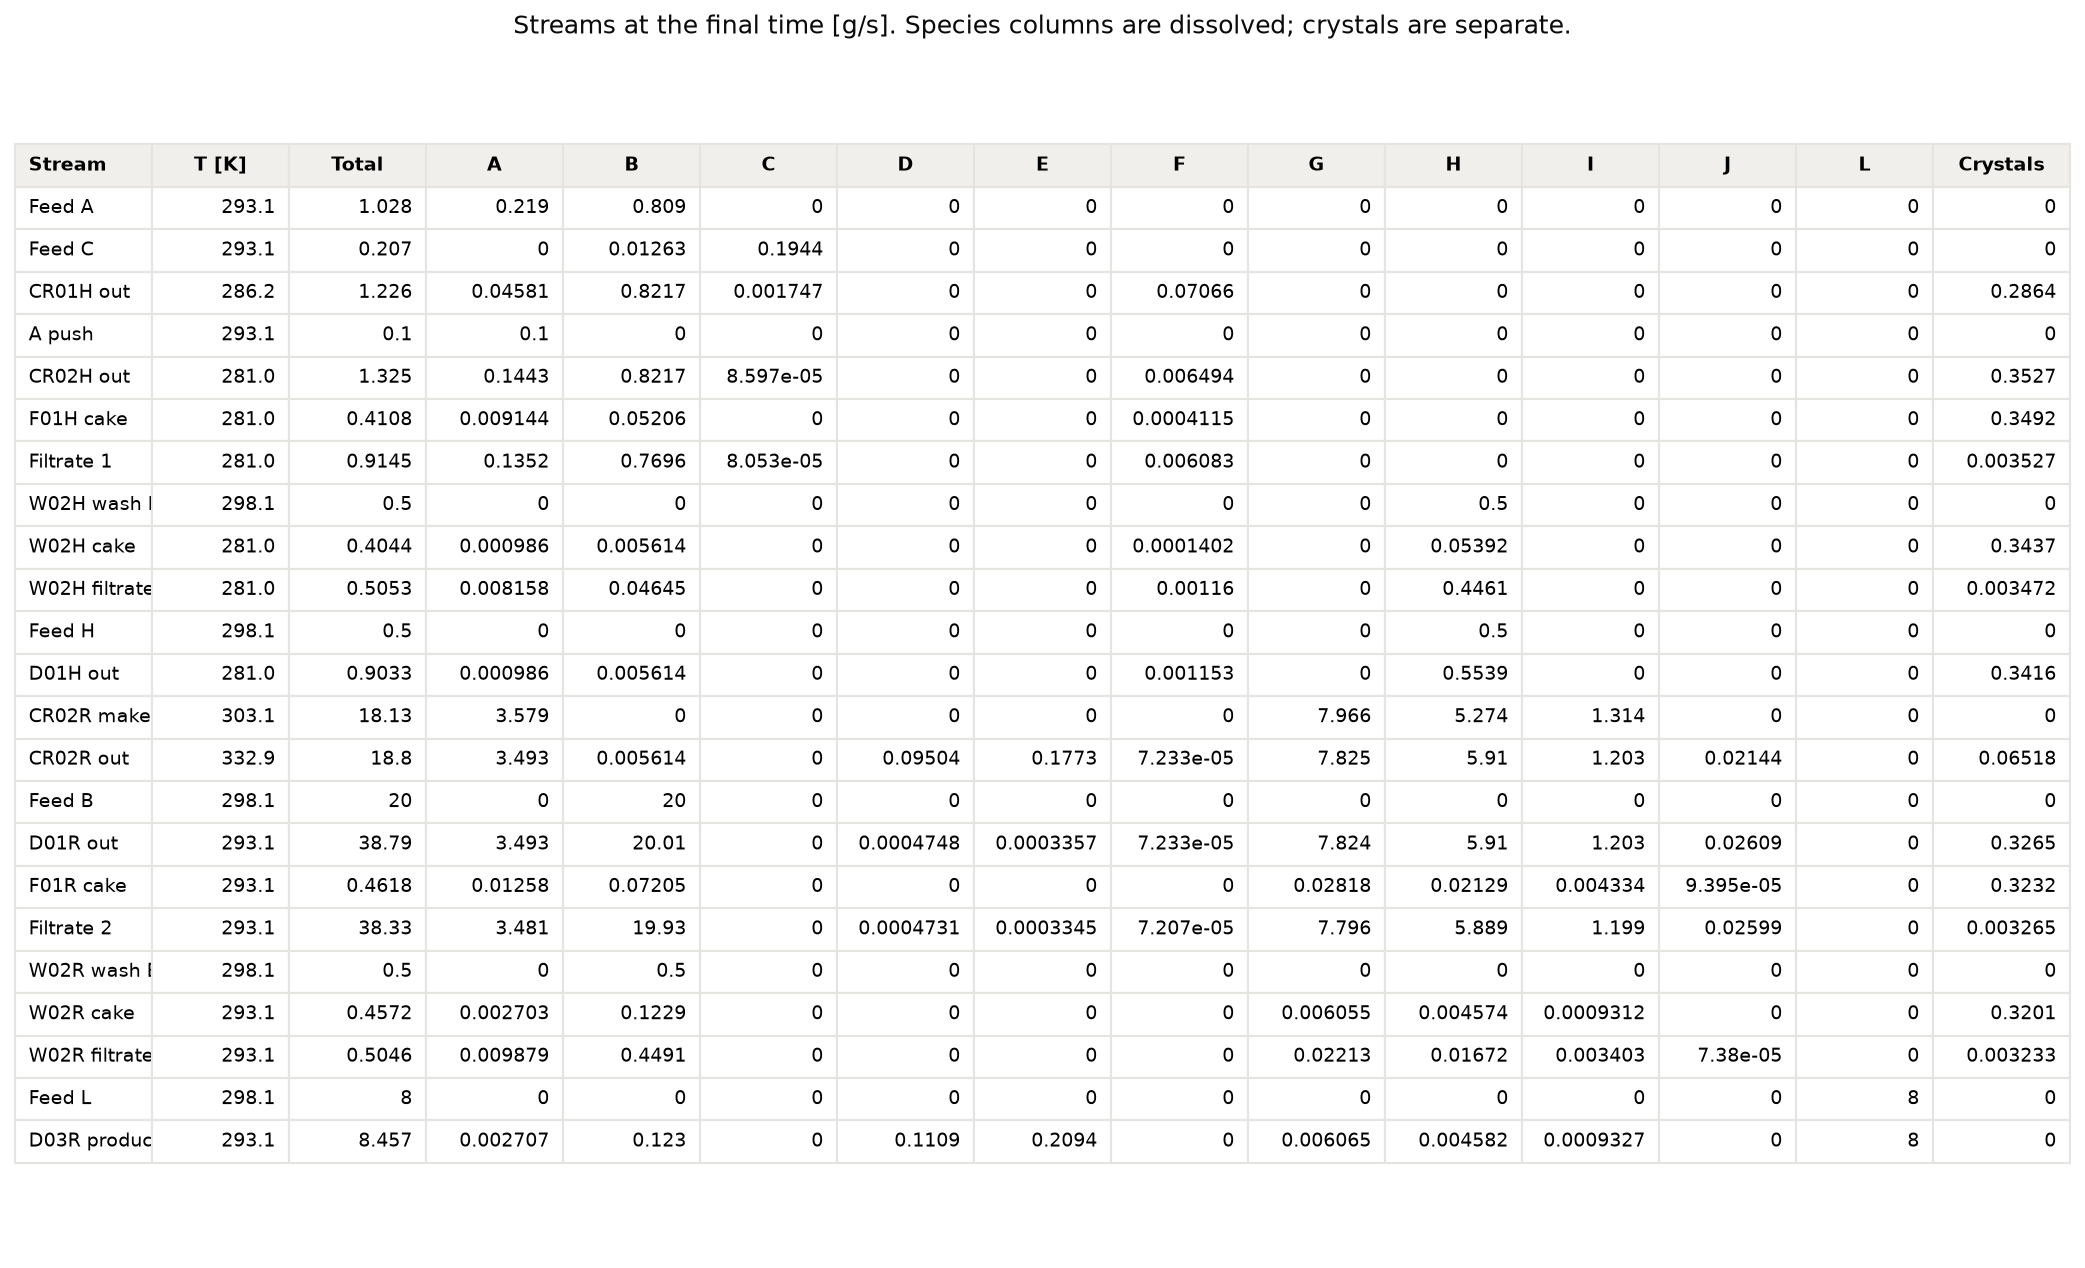 Streams at the final time [g/s]. Species columns are dissolved; crystals are separate.
Stream T [K] Total A B C D E F G H I J L Crystals
Feed A 293.1 1.028 0.219 0.809 0 0 0 0 0 0 0 0 0 0
Feed C 293.1 0.207 0 0.01263 0.1944 0 0 0 0 0 0 0 0 0
CR01H out 286.2 1.226 0.04581 0.8217 0.001747 0 0 0.07066 0 0 0 0 0 0.2864
A push 293.1 0.1 0.1 0 0 0 0 0 0 0 0 0 0 0
CR02H out 281.0 1.325 0.1443 0.8217 8.597e-05 0 0 0.006494 0 0 0 0 0 0.3527
F01H cake 281.0 0.4108 0.009144 0.05206 0 0 0 0.0004115 0 0 0 0 0 0.3492
Filtrate 1 281.0 0.9145 0.1352 0.7696 8.053e-05 0 0 0.006083 0 0 0 0 0 0.003527
W02H wash 298.1 0.5 0 0 0 0 0 0 0 0.5 0 0 0 0
W02H cake 281.0 0.4044 0.000986 0.005614 0 0 0 0.0001402 0 0.05392 0 0 0 0.3437
W02H filtrate 281.0 0.5053 0.008158 0.04645 0 0 0 0.00116 0 0.4461 0 0 0 0.003472
Feed H 298.1 0.5 0 0 0 0 0 0 0 0.5 0 0 0 0
D01H out 281.0 0.9033 0.000986 0.005614 0 0 0 0.001153 0 0.5539 0 0 0 0.3416
CR02R make 303.1 18.13 3.579 0 0 0 0 0 7.966 5.274 1.314 0 0 0
CR02R out 332.9 18.8 3.493 0.005614 0 0.09504 0.1773 7.233e-05 7.825 5.91 1.203 0.02144 0 0.06518
Feed B 298.1 20 0 20 0 0 0 0 0 0 0 0 0 0
D01R out 293.1 38.79 3.493 20.01 0 0.0004748 0.0003357 7.233e-05 7.824 5.91 1.203 0.02609 0 0.3265
F01R cake 293.1 0.4618 0.01258 0.07205 0 0 0 0 0.02818 0.02129 0.004334 9.395e-05 0 0.3232
Filtrate 2 293.1 38.33 3.481 19.93 0 0.0004731 0.0003345 7.207e-05 7.796 5.889 1.199 0.02599 0 0.003265
W02R wash 298.1 0.5 0 0.5 0 0 0 0 0 0 0 0 0 0
W02R cake 293.1 0.4572 0.002703 0.1229 0 0 0 0 0.006055 0.004574 0.0009312 0 0 0.3201
W02R filtrate 293.1 0.5046 0.009879 0.4491 0 0 0 0 0.02213 0.01672 0.003403 7.38e-05 0 0.003233
Feed L 298.1 8 0 0 0 0 0 0 0 0 0 0 8 0
D03R produc 293.1 8.457 0.002707 0.123 0 0.1109 0.2094 0 0.006065 0.004582 0.0009327 0 8 0